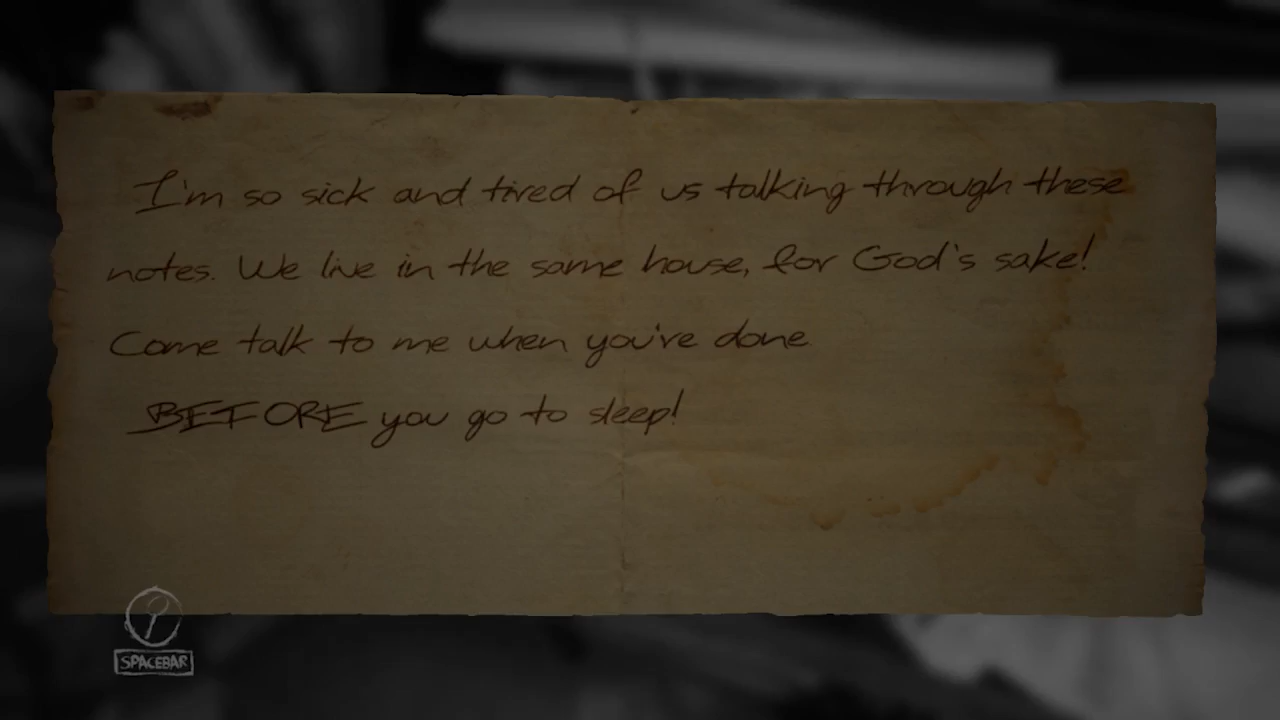 I'm so sick and tired of us talking through these
notes. We live in the same house, for God's sake!
Come talk to me when you're done
BEFORE you go to sleep!
SPACEBAR